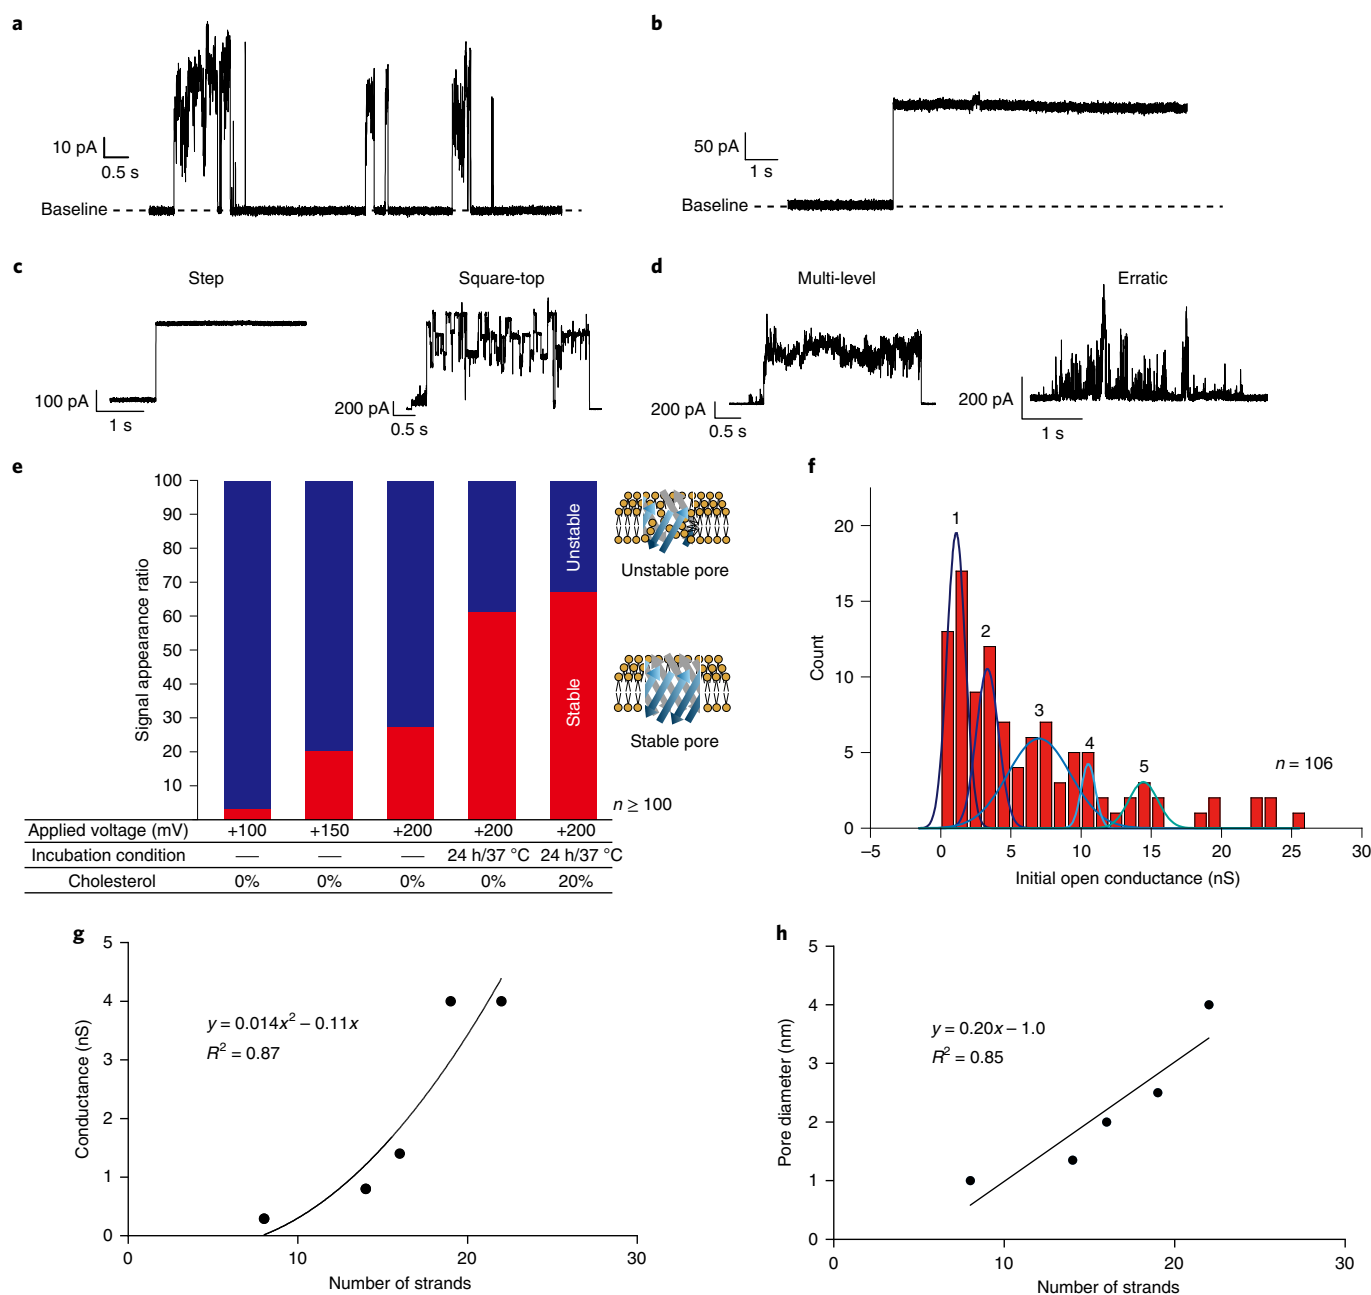 a
10 pA
0.5 s
Baseline
b
50 pA
1 s
Baseline
c
Step
100 pA
1 s
Square-top
200 pA
0.5 s
d
Multi-level
200 pA
0.5 s
Erratic
200 pA
1 s
e
Signal appearance ratio
100
90
80
70
60
50
40
30
20
10
Unstable
Stable
Unstable pore
Stable pore
n ≥ 100
Applied voltage (mV) +100 +150 +200 +200 +200
Incubation condition — — — 24 h/37 °C 24 h/37 °C
Cholesterol 0% 0% 0% 0% 20%
f
Count
20
15
10
5
0
1
2
3
4
5
n = 106
–5 0 5 10 15 20 25 30
Initial open conductance (nS)
g
Conductance (nS)
5
4
3
2
1
0
y = 0.014x² – 0.11x
R² = 0.87
0 10 20 30
Number of strands
h
Pore diameter (nm)
5
4
3
2
1
0
y = 0.20x – 1.0
R² = 0.85
0 10 20 30
Number of strands